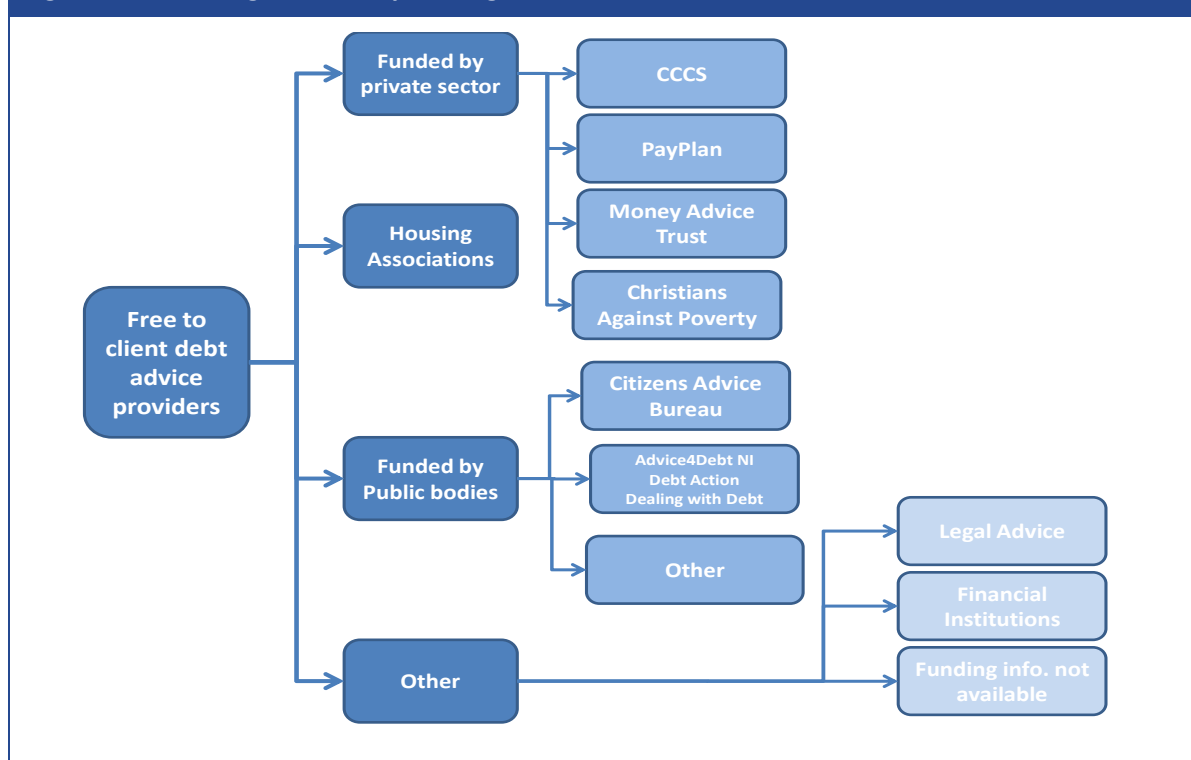 Funded by
private sector
CCCS
PayPlan
Money Advice
Trust
Housing
Associations
Christians
Against Poverty
Free to
client debt
advice
providers
Citizens Advice
Bureau
Funded by
Public bodies
Advice4Debt NI
Debt Action
Dealing with Debt
Other
Legal Advice
Financial
Institutions
Other
Funding info. not
available